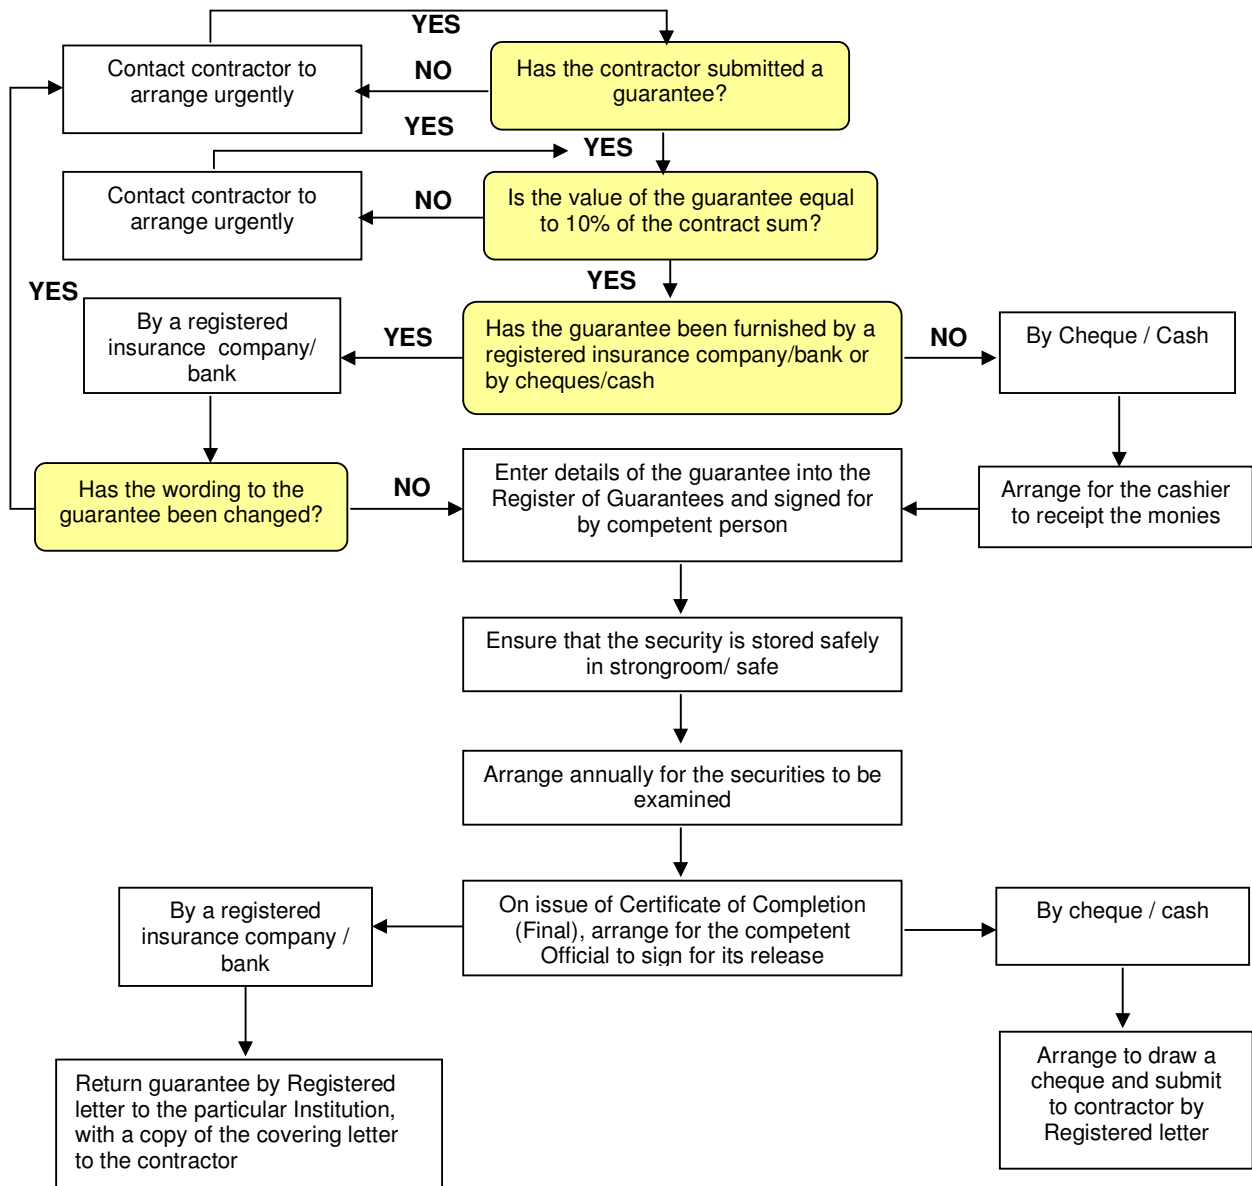 YES
Contact contractor to
arrange urgently
NO
Has the contractor submitted a
guarantee?
YES
YES
Contact contractor to
arrange urgently
NO
Is the value of the guarantee equal
to 10% of the contract sum?
YES
YES
By a registered
insurance company/
bank
YES
Has the guarantee been furnished by a
registered insurance company/bank or
by cheques/cash
NO
By Cheque / Cash
Has the wording to the
guarantee been changed?
NO
Enter details of the guarantee into the
Register of Guarantees and signed for
by competent person
Arrange for the cashier
to receipt the monies
Ensure that the security is stored safely
in strongroom/ safe
Arrange annually for the securities to be
examined
By a registered
insurance company /
bank
On issue of Certificate of Completion
(Final), arrange for the competent
Official to sign for its release
By cheque / cash
Return guarantee by Registered
letter to the particular Institution,
with a copy of the covering letter
to the contractor
Arrange to draw a
cheque and submit
to contractor by
Registered letter